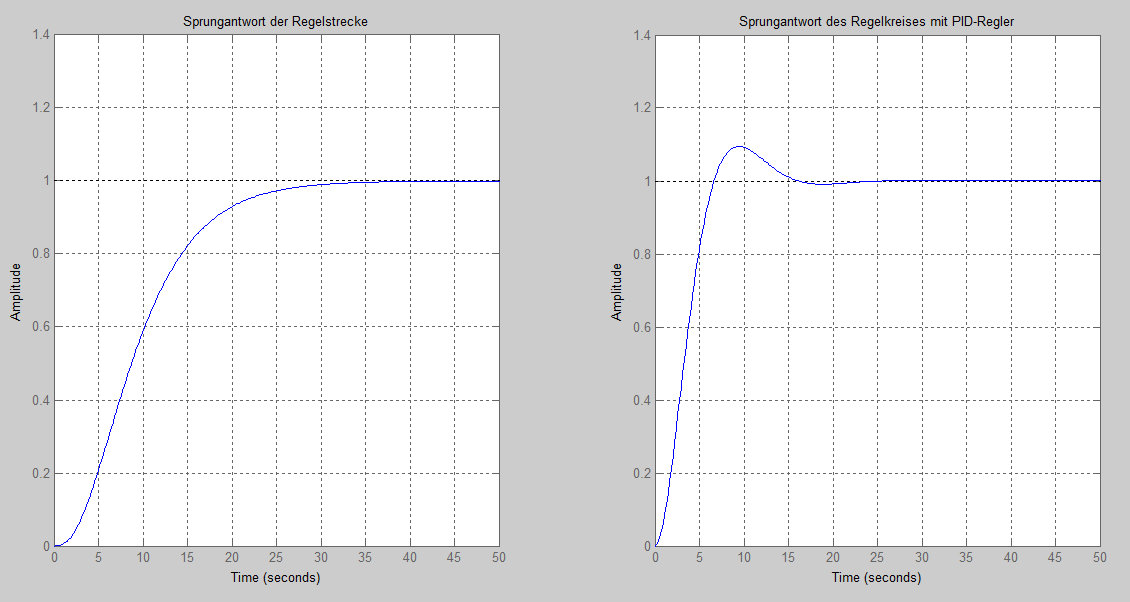 Sprungantwort der Regelstrecke
1.4
1.2
1
0.8
0.6
0.4
0.2
0
Amplitude
0 5 10 15 20 25 30 35 40 45 50
Time (seconds)
Sprungantwort des Regelkreises mit PID-Regler
1.4
1.2
1
0.8
0.6
0.4
0.2
0
Amplitude
0 5 10 15 20 25 30 35 40 45 50
Time (seconds)